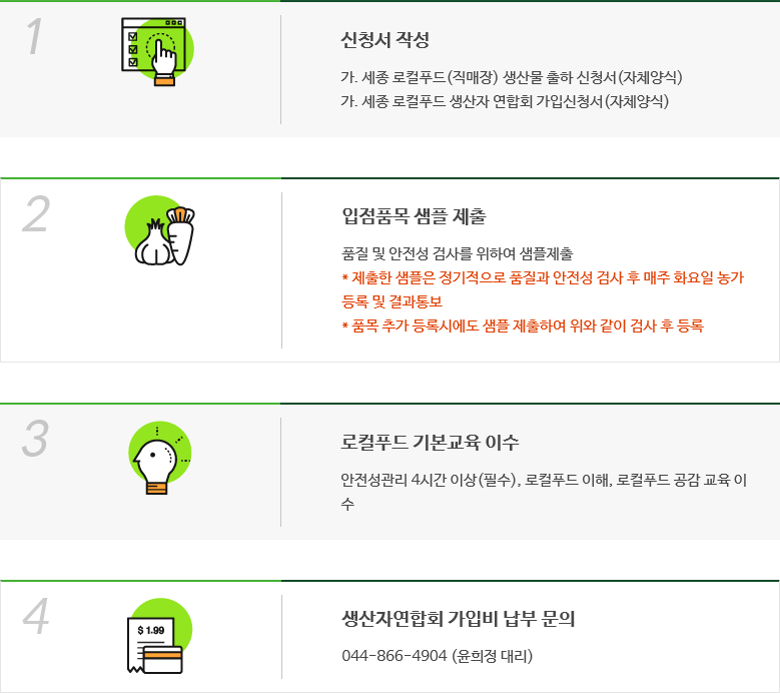 1
신청서 작성
가. 세종 로컬푸드(직매장) 생산물 출하 신청서(자체양식)
가. 세종 로컬푸드 생산자 연합회 가입신청서(자체양식)
2
입점품목 샘플 제출
품질 및 안전성 검사를 위하여 샘플제출
* 제출한 샘플은 정기적으로 품질과 안전성 검사 후 매주 화요일 농가
등록 및 결과통보
* 품목 추가 등록시에도 샘플 제출하여 위와 같이 검사 후 등록
3
로컬푸드 기본교육 이수
안전성관리 4시간 이상(필수), 로컬푸드 이해, 로컬푸드 공감 교육 이
수
4
$ 1.99
생산자연합회 가입비 납부 문의
044-866-4904 (윤희정 대리)